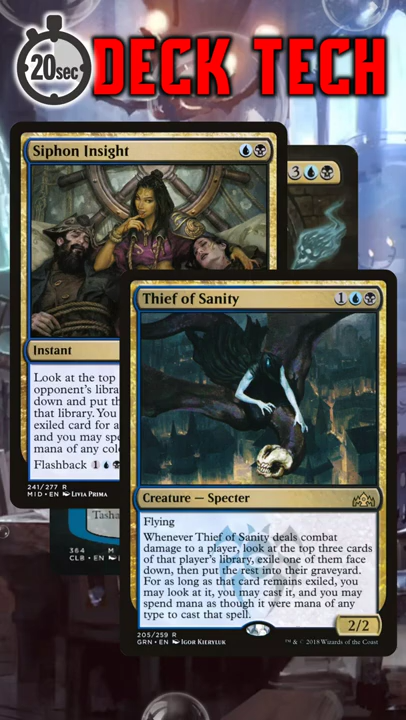 20sec
DECK TECH
Siphon Insight
3
Instant
Look at the top
opponent's libra
down and put th
that library. You
exiled card for a
and you may spe
mana of any col
Flashback 1
241/277 R
MID • EN LIVIA PRIMA
Tasha
364 M
CLB • EN
Thief of Sanity 1
Creature — Specter
Flying
Whenever Thief of Sanity deals combat
damage to a player, look at the top three cards
of that player's library, exile one of them face
down, then put the rest into their graveyard.
For as long as that card remains exiled, you
may look at it, you may cast it, and you may
spend mana as though it were mana of any
type to cast that spell.
2/2
205/259 R
GRN • EN IGOR KIERYLUK
™ & © 2018 Wizards of the Coast